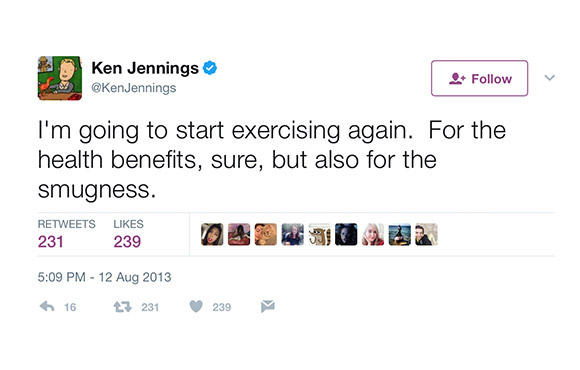 Ken Jennings
@KenJennings
Follow
I'm going to start exercising again. For the
health benefits, sure, but also for the
smugness.
RETWEETS LIKES
231 239
5:09 PM - 12 Aug 2013
16 231 239